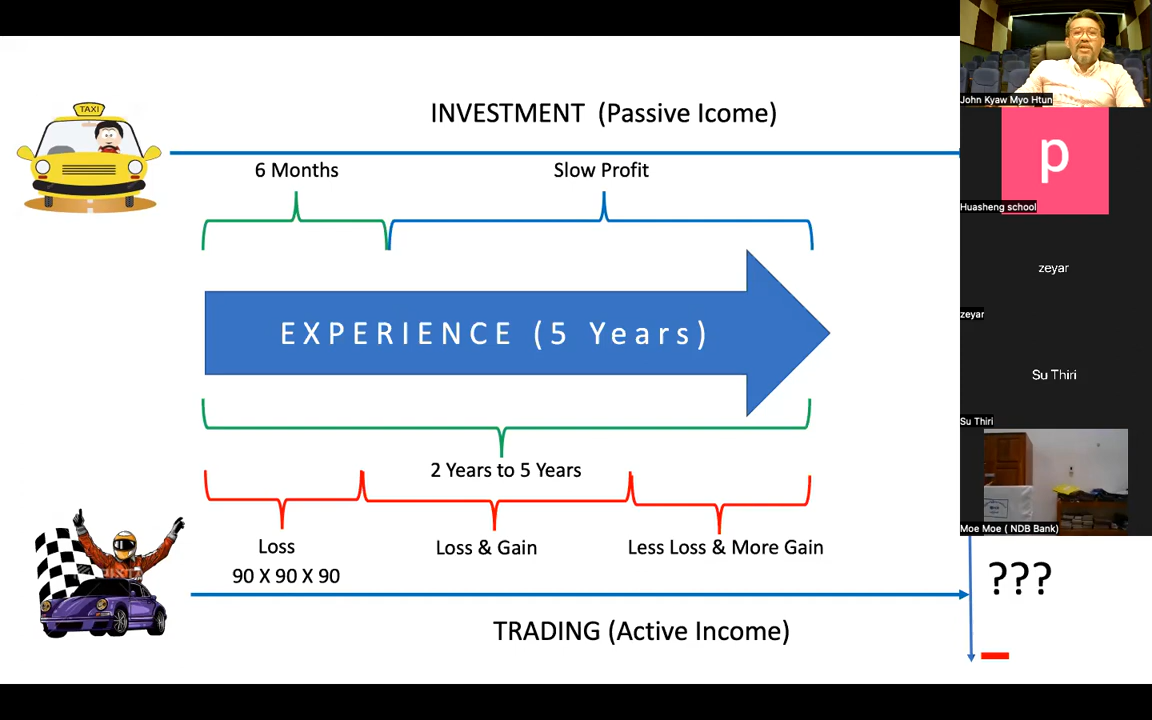 TAXI
INVESTMENT (Passive Icome)
6 Months
Slow Profit
EXPERIENCE (5 Years)
2 Years to 5 Years
Loss
90 X 90 X 90
Loss & Gain
Less Loss & More Gain
TRADING (Active Income)
???
John Kyaw Myo Htun
p
Huasheng school
zeyar
zeyar
Su Thiri
Su Thiri
Moe Moe ( NDB Bank)